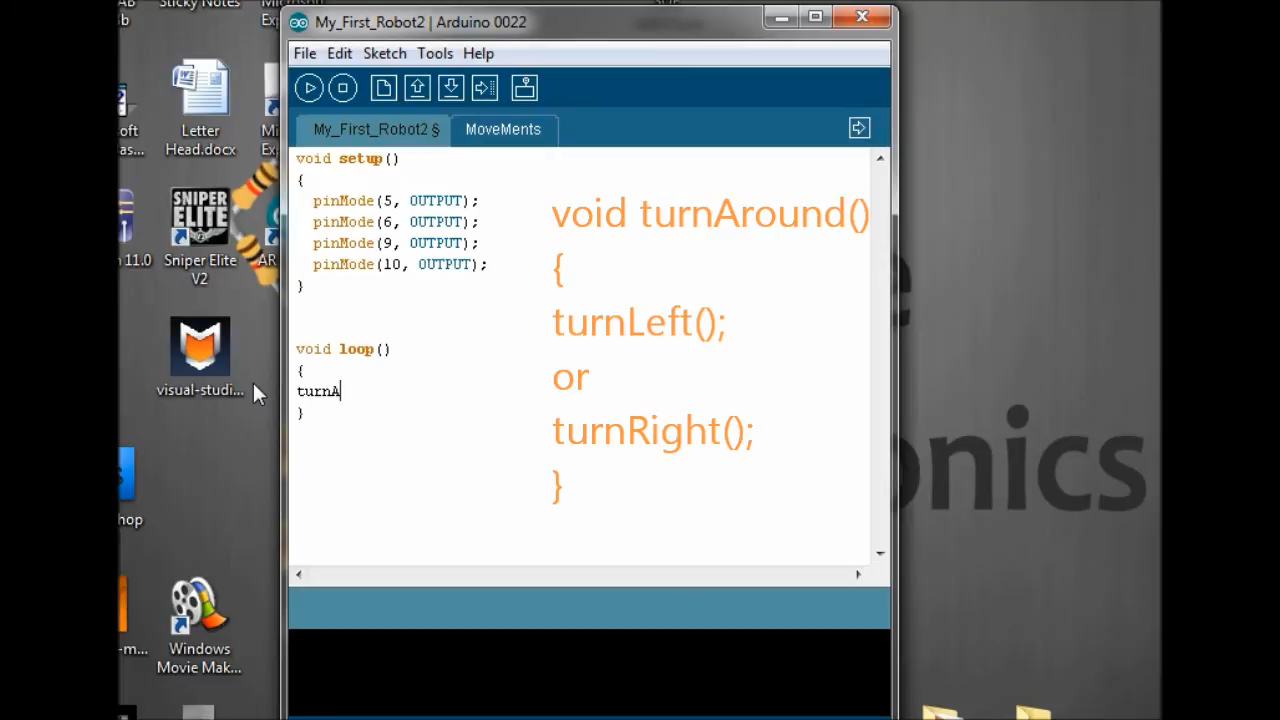 Sticky Notes
My_First_Robot2 | Arduino 0022
File Edit Sketch Tools Help
My_First_Robot2 §
MoveMents
void setup()
{
pinMode(5, OUTPUT);
pinMode(6, OUTPUT);
pinMode(9, OUTPUT);
pinMode(10, OUTPUT);
}
void loop()
{
turnA
}
void turnAround()
{
turnLeft();
or
turnRight();
}
Letter
Head.docx
SNIPER
ELITE
Sniper Elite
V2
11.0
visual-studi...
hop
Windows
Movie Mak...
-m...
onics